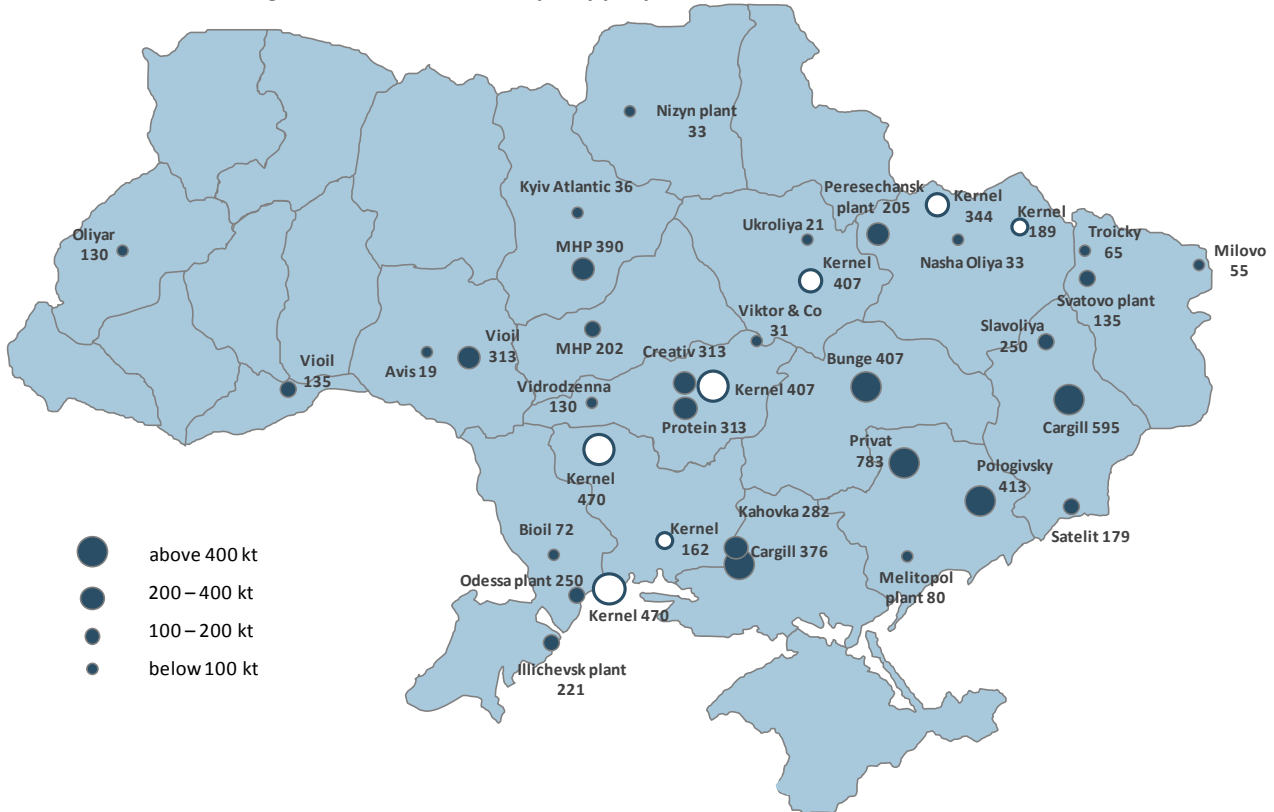 Nizyn plant
33
Kyiv Atlantic 36
Peresechansk
plant 205
Kernel
344
Kernel
189
Oliyar
130
MHP 390
Ukroliya 21
Nasha Oliya 33
Troicky
65
Milovo
55
Kernel
407
Svatovo plant
135
Viktor & Co
31
Slavoliya
250
Vioil
313
MHP 202
Creativ 313
Bunge 407
Vioil
135
Avis 19
Vidrodzenna
130
Kernel 407
Protein 313
Cargill 595
Privat
783
Pologivsky
413
Kernel
470
Kahovka 282
Bioil 72
Kernel
162
Cargill 376
Satelit 179
Odessa plant 250
Kernel 470
Melitopol
plant 80
Illichevsk plant
221
above 400 kt
200 – 400 kt
100 – 200 kt
below 100 kt